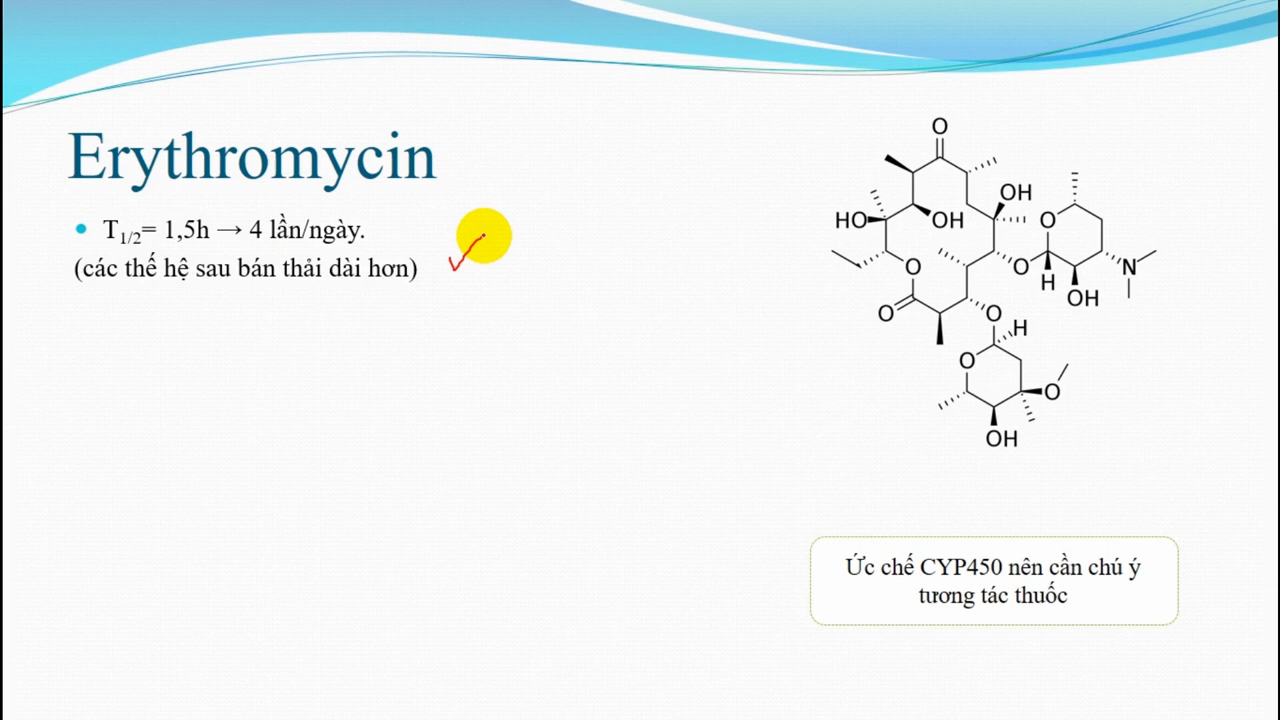 Erythromycin
• T1/2= 1,5h → 4 lần/ngày.
(các thế hệ sau bán thải dài hơn)
O
OH
HO
OH
O
O
O
H
N
OH
O
O
H
O
O
OH
Ức chế CYP450 nên cần chú ý
tương tác thuốc